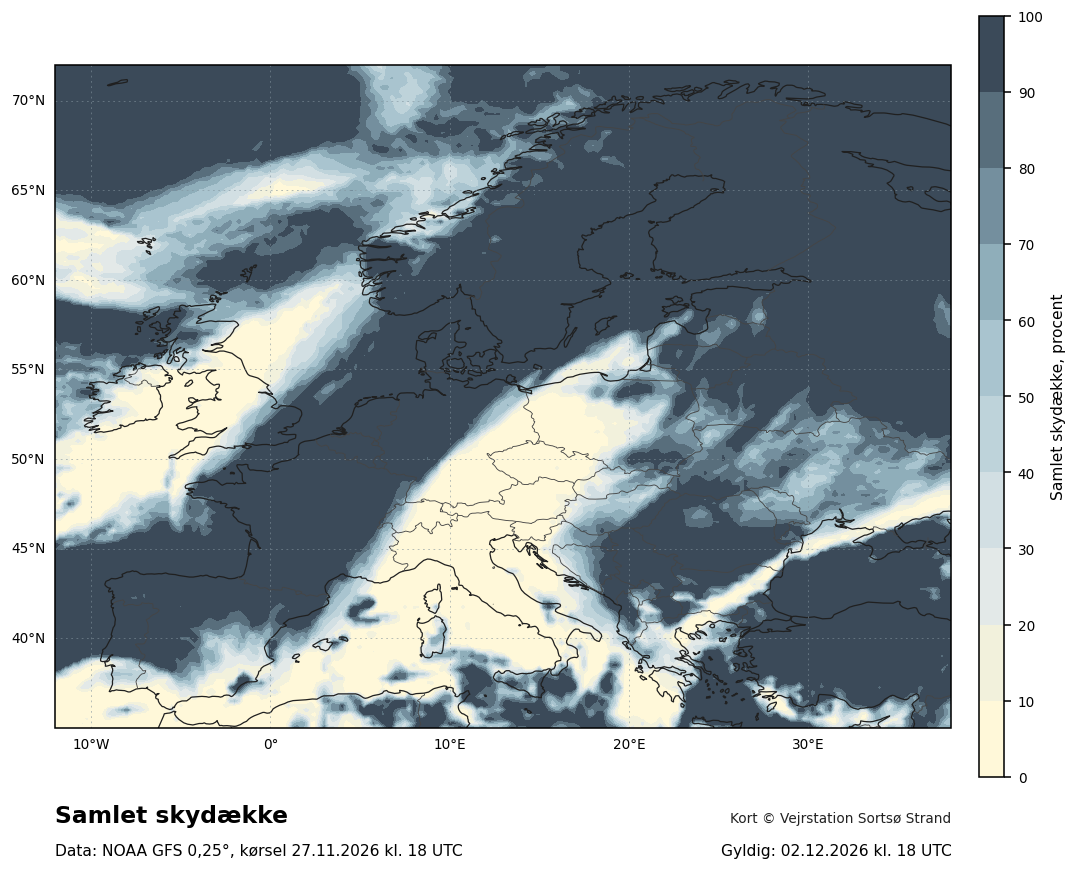 100
90
80
70
60
50
40
30
20
10
0
Samlet skydække, procent
70°N
65°N
60°N
55°N
50°N
45°N
40°N
10°W
0°
10°E
20°E
30°E
Samlet skydække
Kort © Vejrstation Sortsø Strand
Data: NOAA GFS 0,25°, kørsel 27.11.2026 kl. 18 UTC
Gyldig: 02.12.2026 kl. 18 UTC